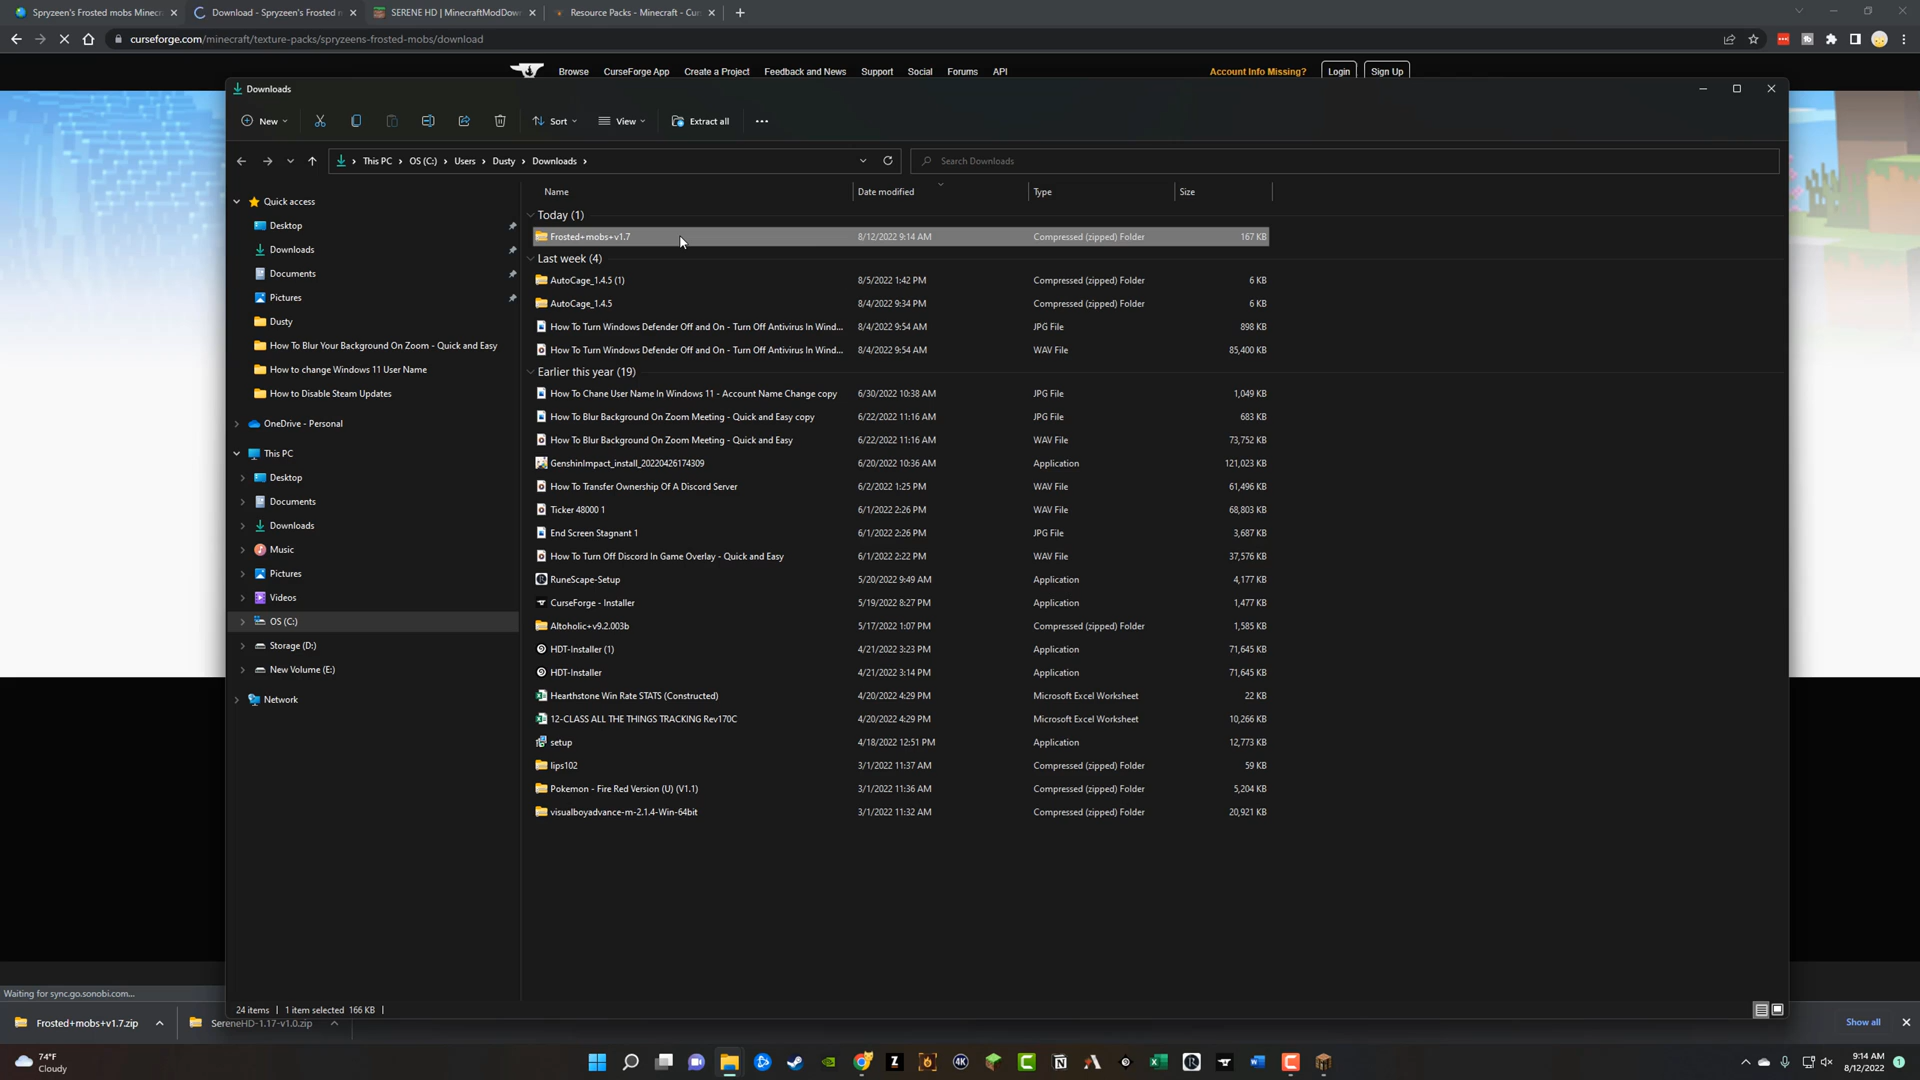 Spryzeen's Frosted mobs Minec
Download - Spryzeen's Frosted m
SERENE HD | MinecraftModDow
Resource Packs - Minecraft - Cur
curseforge.com/minecraft/texture-packs/spryzeens-frosted-mobs/download
Browse CurseForge App Create a Project Feedback and News Support Social Forums API Account Info Missing? Login Sign Up
Downloads
New Sort View Extract all
This PC OS (C:) Users Dusty Downloads Search Downloads
Name Date modified Type Size
Quick access
Desktop
Downloads
Documents
Pictures
Dusty
How To Blur Your Background On Zoom - Quick and Easy
How to change Windows 11 User Name
How to Disable Steam Updates
OneDrive - Personal
This PC
Desktop
Documents
Downloads
Music
Pictures
Videos
OS (C:)
Storage (D:)
New Volume (E:)
Network
Today (1)
Frosted+mobs+v1.7 8/12/2022 9:14 AM Compressed (zipped) Folder 167 KB
Last week (4)
AutoCage_1.4.5 (1) 8/5/2022 1:42 PM Compressed (zipped) Folder 6 KB
AutoCage_1.4.5 8/4/2022 9:34 PM Compressed (zipped) Folder 6 KB
How To Turn Windows Defender Off and On - Turn Off Antivirus In Wind... 8/4/2022 9:54 AM JPG File 898 KB
How To Turn Windows Defender Off and On - Turn Off Antivirus In Wind... 8/4/2022 9:54 AM WAV File 85,400 KB
Earlier this year (19)
How To Chane User Name In Windows 11 - Account Name Change copy 6/30/2022 10:38 AM JPG File 1,049 KB
How To Blur Background On Zoom Meeting - Quick and Easy copy 6/22/2022 11:16 AM JPG File 683 KB
How To Blur Background On Zoom Meeting - Quick and Easy 6/22/2022 11:16 AM WAV File 73,752 KB
GenshinImpact_install_20220426174309 6/20/2022 10:36 AM Application 121,023 KB
How To Transfer Ownership Of A Discord Server 6/2/2022 1:25 PM WAV File 61,496 KB
Ticker 48000 1 6/1/2022 2:26 PM WAV File 68,803 KB
End Screen Stagnant 1 6/1/2022 2:26 PM JPG File 3,687 KB
How To Turn Off Discord In Game Overlay - Quick and Easy 6/1/2022 2:22 PM WAV File 37,576 KB
RuneScape-Setup 5/20/2022 9:49 AM Application 4,177 KB
CurseForge - Installer 5/19/2022 8:27 PM Application 1,477 KB
Altoholic+v9.2.003b 5/17/2022 1:07 PM Compressed (zipped) Folder 1,585 KB
HDT-Installer (1) 4/21/2022 3:23 PM Application 71,645 KB
HDT-Installer 4/21/2022 3:14 PM Application 71,645 KB
Hearthstone Win Rate STATS (Constructed) 4/20/2022 4:29 PM Microsoft Excel Worksheet 22 KB
12-CLASS ALL THE THINGS TRACKING Rev170C 4/20/2022 4:29 PM Microsoft Excel Worksheet 10,266 KB
setup 4/18/2022 12:51 PM Application 12,773 KB
lips102 3/1/2022 11:37 AM Compressed (zipped) Folder 59 KB
Pokemon - Fire Red Version (U) (V1.1) 3/1/2022 11:36 AM Compressed (zipped) Folder 5,204 KB
visualboyadvance-m-2.1.4-Win-64bit 3/1/2022 11:32 AM Compressed (zipped) Folder 20,921 KB
24 items 1 item selected 166 KB
Waiting for sync.go.sonobi.com...
Frosted+mobs+v1.7.zip SereneHD-1.17-v1.0.zip Show all
74°F
Cloudy
Z 4K
9:14 AM
8/12/2022
1